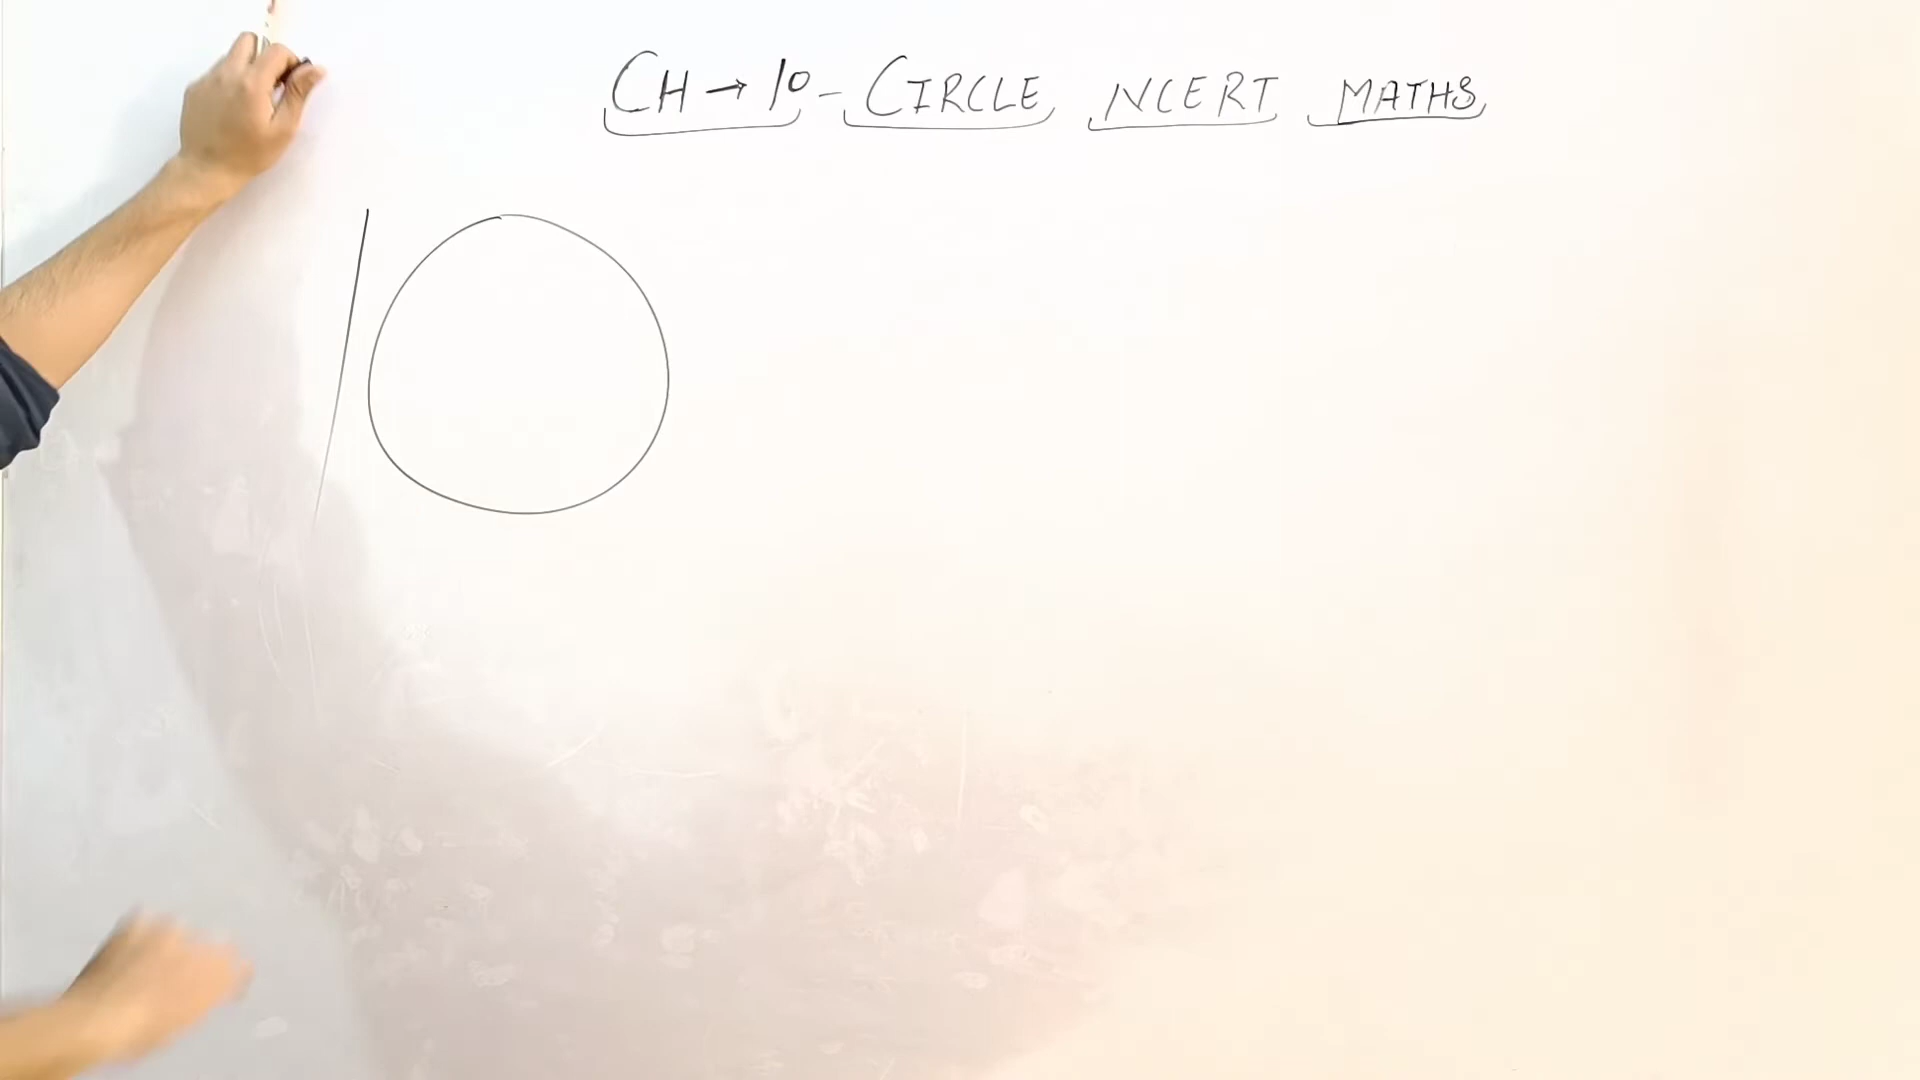 CH → 10 - CIRCLE NCERT MATHS